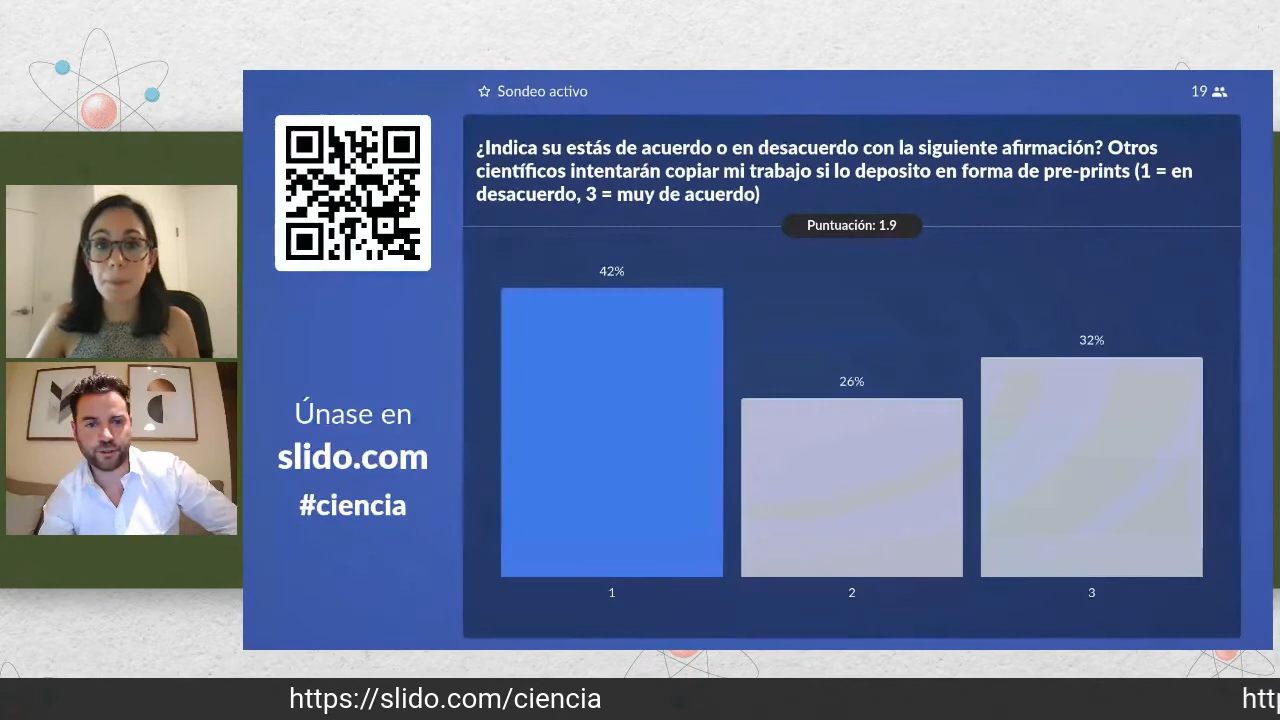 Sondeo activo
19
¿Indica su estás de acuerdo o en desacuerdo con la siguiente afirmación? Otros
científicos intentarán copiar mi trabajo si lo deposito en forma de pre-prints (1 = en
desacuerdo, 3 = muy de acuerdo)
Puntuación: 1.9
42%
26%
32%
1
2
3
Únase en
slido.com
#ciencia
https://slido.com/ciencia
htt